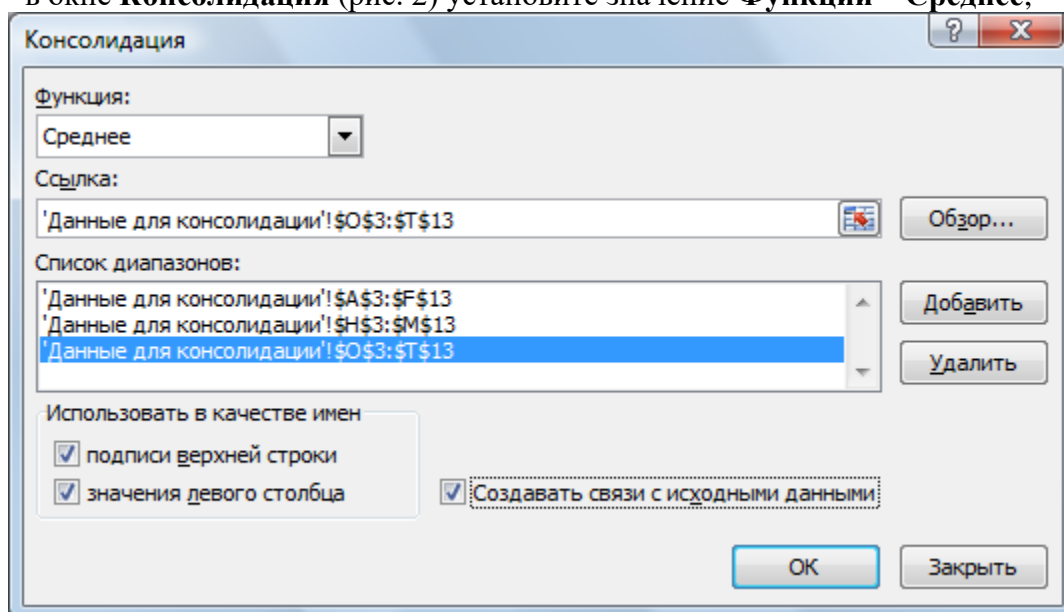 в окне Консолидация (рис. 2) установите значение Функции – Среднее;
Консолидация
Функция:
Среднее
Ссылка:
'Данные для консолидации'!$O$3:$T$13
Обзор...
Список диапазонов:
'Данные для консолидации'!$A$3:$F$13
'Данные для консолидации'!$H$3:$M$13
'Данные для консолидации'!$O$3:$T$13
Добавить
Удалить
Использовать в качестве имен
подписи верхней строки
значения левого столбца
Создавать связи с исходными данными
ОК
Закрыть